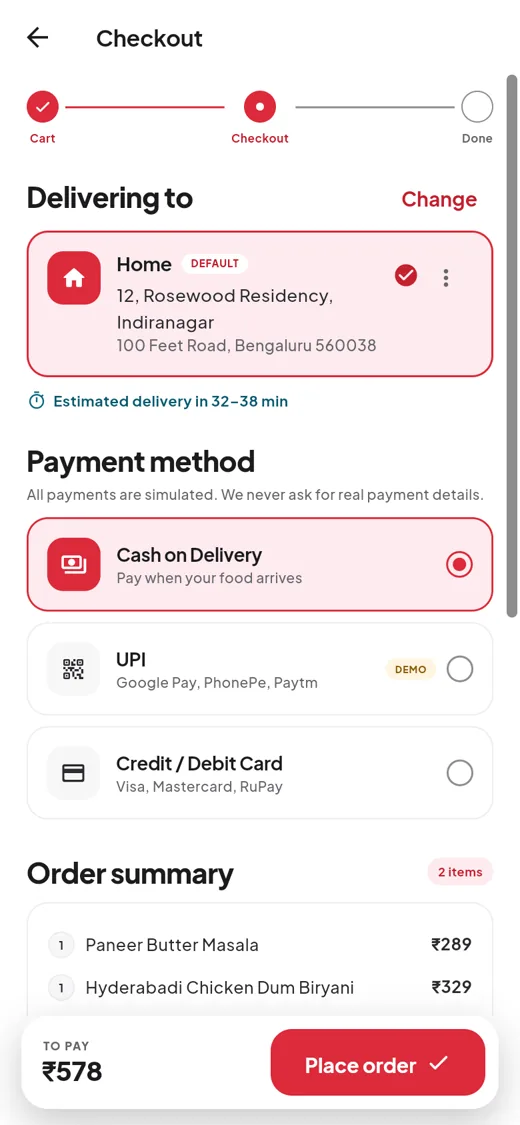 Checkout
Cart
Checkout
Done
Delivering to
Change
Home
DEFAULT
12, Rosewood Residency,
Indiranagar
100 Feet Road, Bengaluru 560038
Estimated delivery in 32–38 min
Payment method
All payments are simulated. We never ask for real payment details.
Cash on Delivery
Pay when your food arrives
UPI
Google Pay, PhonePe, Paytm
DEMO
Credit / Debit Card
Visa, Mastercard, RuPay
Order summary
2 items
1 Paneer Butter Masala ₹289
1 Hyderabadi Chicken Dum Biryani ₹329
TO PAY
₹578
Place order